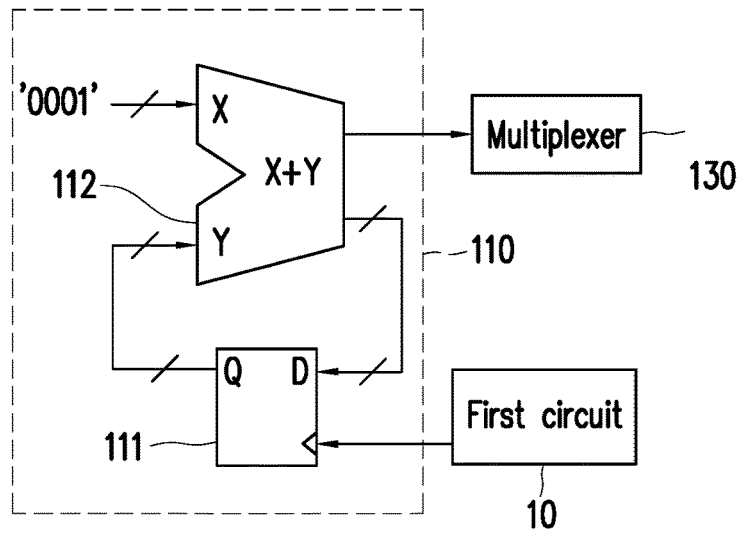 '0001'
X
X+Y
Y
112
Multiplexer
130
110
Q
D
111
First circuit
10